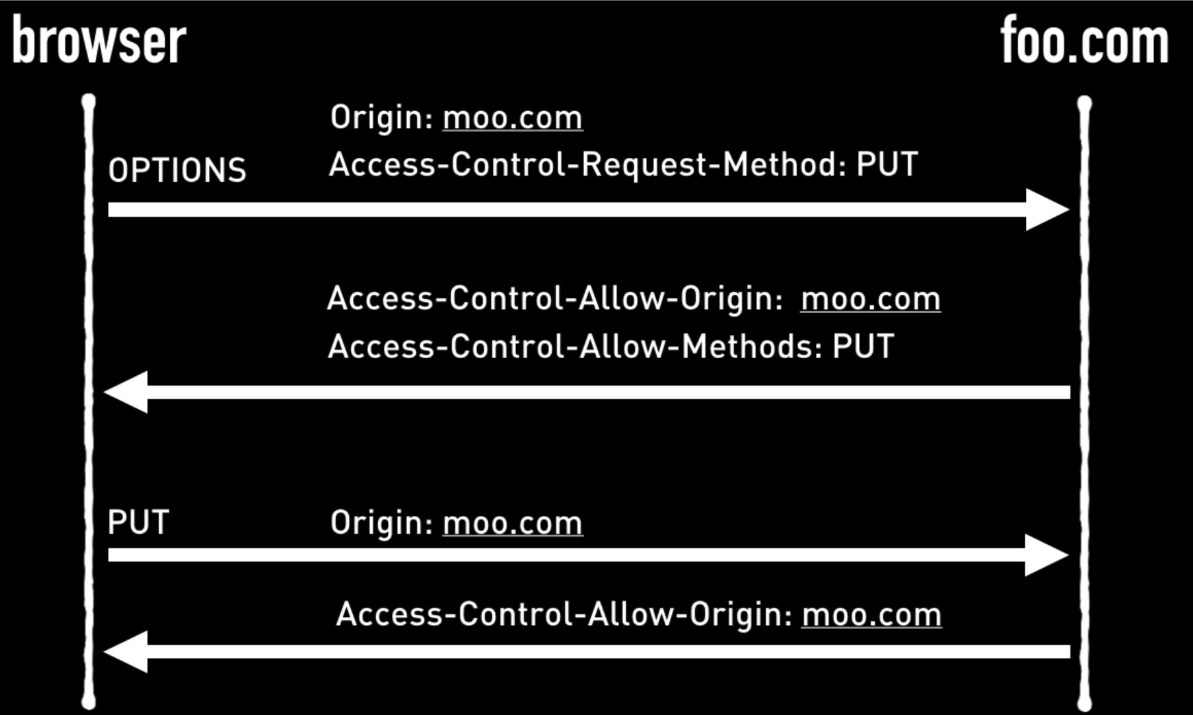 browser
foo.com
Origin: moo.com
OPTIONS
Access-Control-Request-Method: PUT
Access-Control-Allow-Origin: moo.com
Access-Control-Allow-Methods: PUT
PUT
Origin: moo.com
Access-Control-Allow-Origin: moo.com